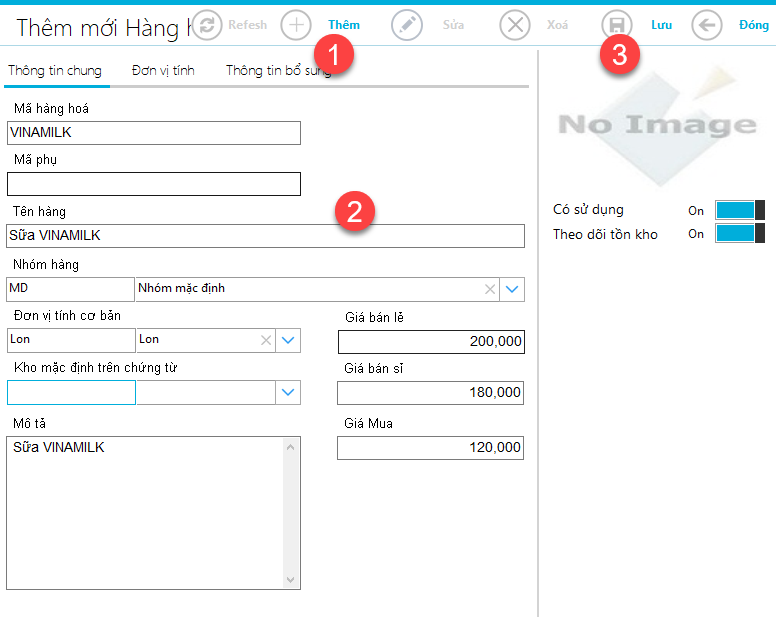 Thêm mới Hàng h
Refesh
Thêm
Sửa
Xoá
Lưu
Đóng
1
3
Thông tin chung
Đơn vị tính
Thông tin bổ sung
No Image
Mã hàng hoá
VINAMILK
Mã phụ
Tên hàng
2
Sữa VINAMILK
Có sử dụng
On
Theo dõi tồn kho
On
Nhóm hàng
MD
Nhóm mặc định
Đơn vị tính cơ bản
Giá bán lẻ
Lon
Lon
200,000
Kho mặc định trên chứng từ
Giá bán sỉ
180,000
Mô tả
Giá Mua
Sữa VINAMILK
120,000